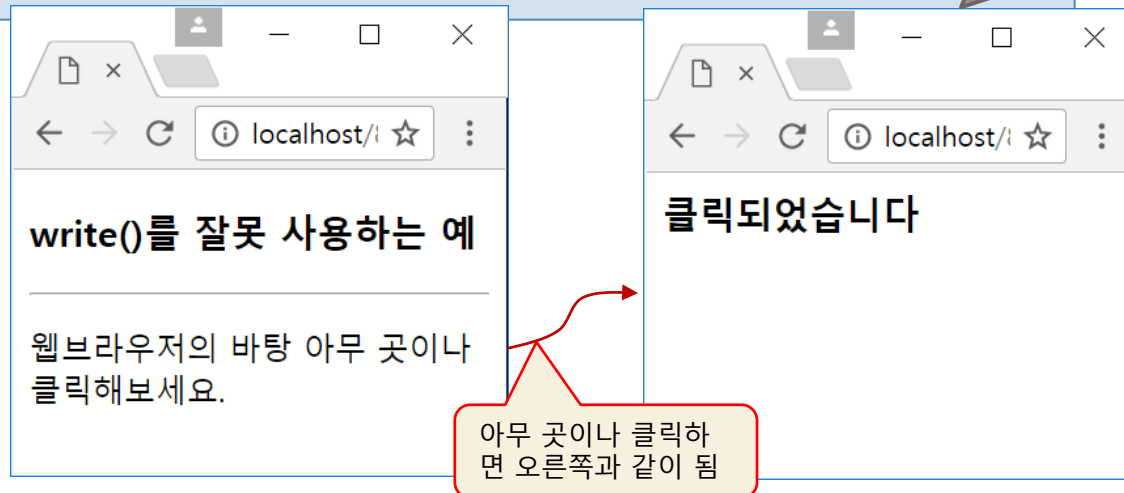 localhost/8
write()를 잘못 사용하는 예
웹브라우저의 바탕 아무 곳이나
클릭해보세요.
아무 곳이나 클릭하
면 오른쪽과 같이 됨
localhost/
클릭되었습니다